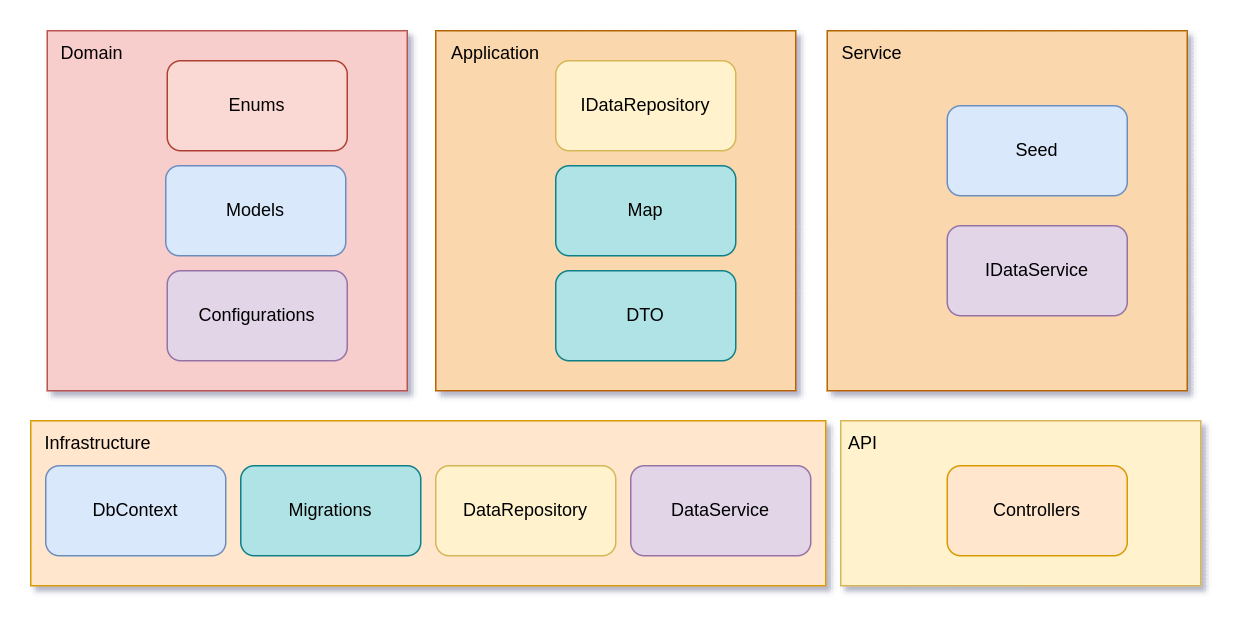 Domain
Enums
Models
Configurations
Application
IDataRepository
Map
DTO
Service
Seed
IDataService
Infrastructure
DbContext
Migrations
DataRepository
DataService
API
Controllers